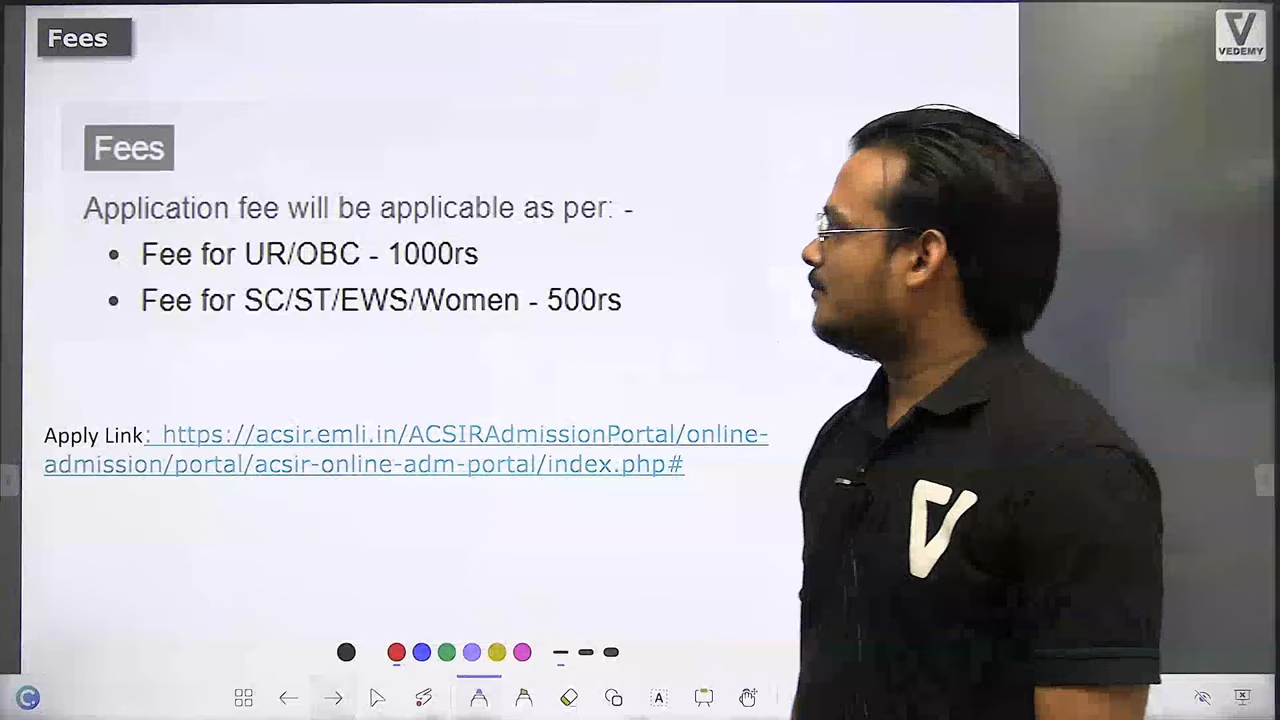 Fees
VEDEMY
Fees
Application fee will be applicable as per: -
• Fee for UR/OBC - 1000rs
• Fee for SC/ST/EWS/Women - 500rs
Apply Link: https://acsir.emli.in/ACSIRAdmissionPortal/online-
admission/portal/acsir-online-adm-portal/index.php#